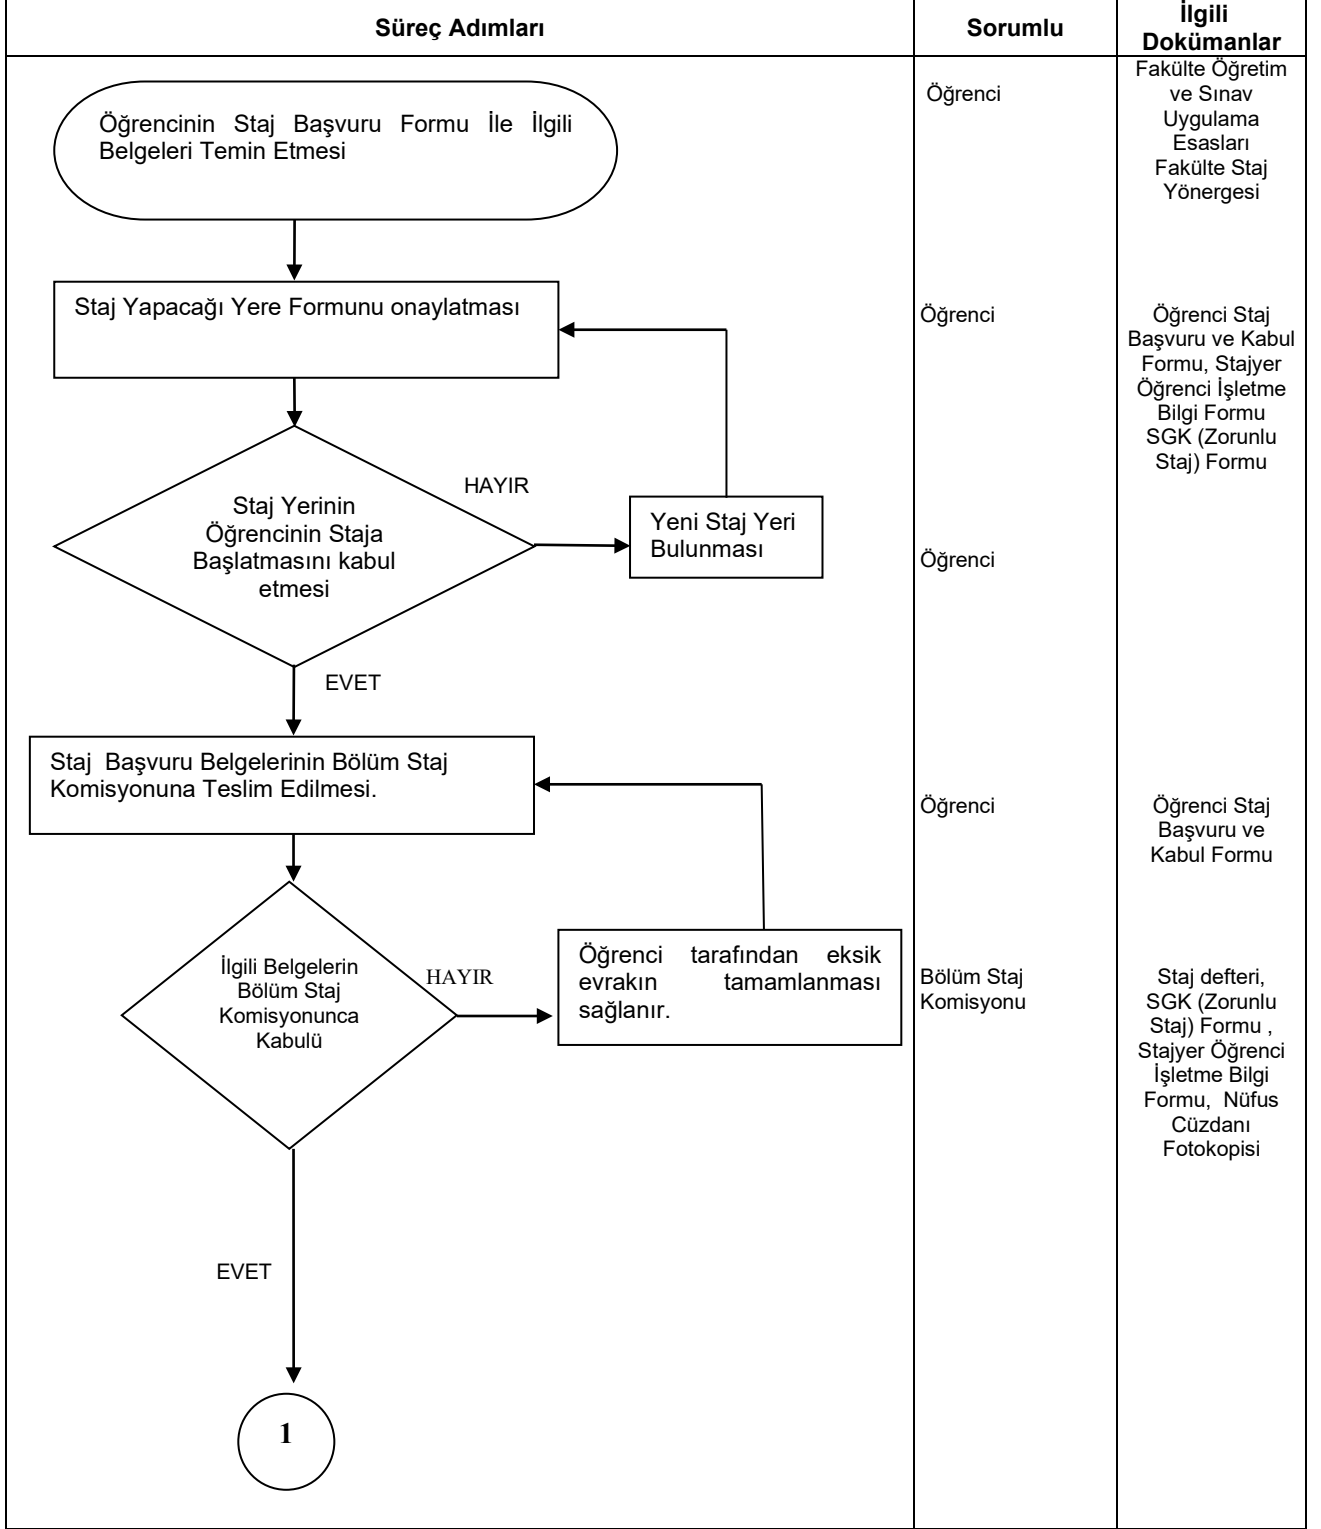 Süreç Adımları
Sorumlu
İlgili
Dokümanlar
Öğrencinin Staj Başvuru Formu İle İlgili
Belgeleri Temin Etmesi
Öğrenci
Fakülte Öğretim
ve Sınav
Uygulama
Esasları
Fakülte Staj
Yönergesi
Staj Yapacağı Yere Formunu onaylatması
Öğrenci
Öğrenci Staj
Başvuru ve Kabul
Formu, Stajyer
Öğrenci İşletme
Bilgi Formu
SGK (Zorunlu
Staj) Formu
Staj Yerinin
Öğrencinin Staja
Başlatmasını kabul
etmesi
HAYIR
Yeni Staj Yeri
Bulunması
Öğrenci
EVET
Staj  Başvuru Belgelerinin Bölüm Staj
Komisyonuna Teslim Edilmesi.
Öğrenci
Öğrenci Staj
Başvuru ve
Kabul Formu
İlgili Belgelerin
Bölüm Staj
Komisyonunca
Kabulü
HAYIR
Öğrenci tarafından eksik
evrakın tamamlanması
sağlanır.
Bölüm Staj
Komisyonu
Staj defteri,
SGK (Zorunlu
Staj) Formu ,
Stajyer Öğrenci
İşletme Bilgi
Formu,  Nüfus
Cüzdanı
Fotokopisi
EVET
1